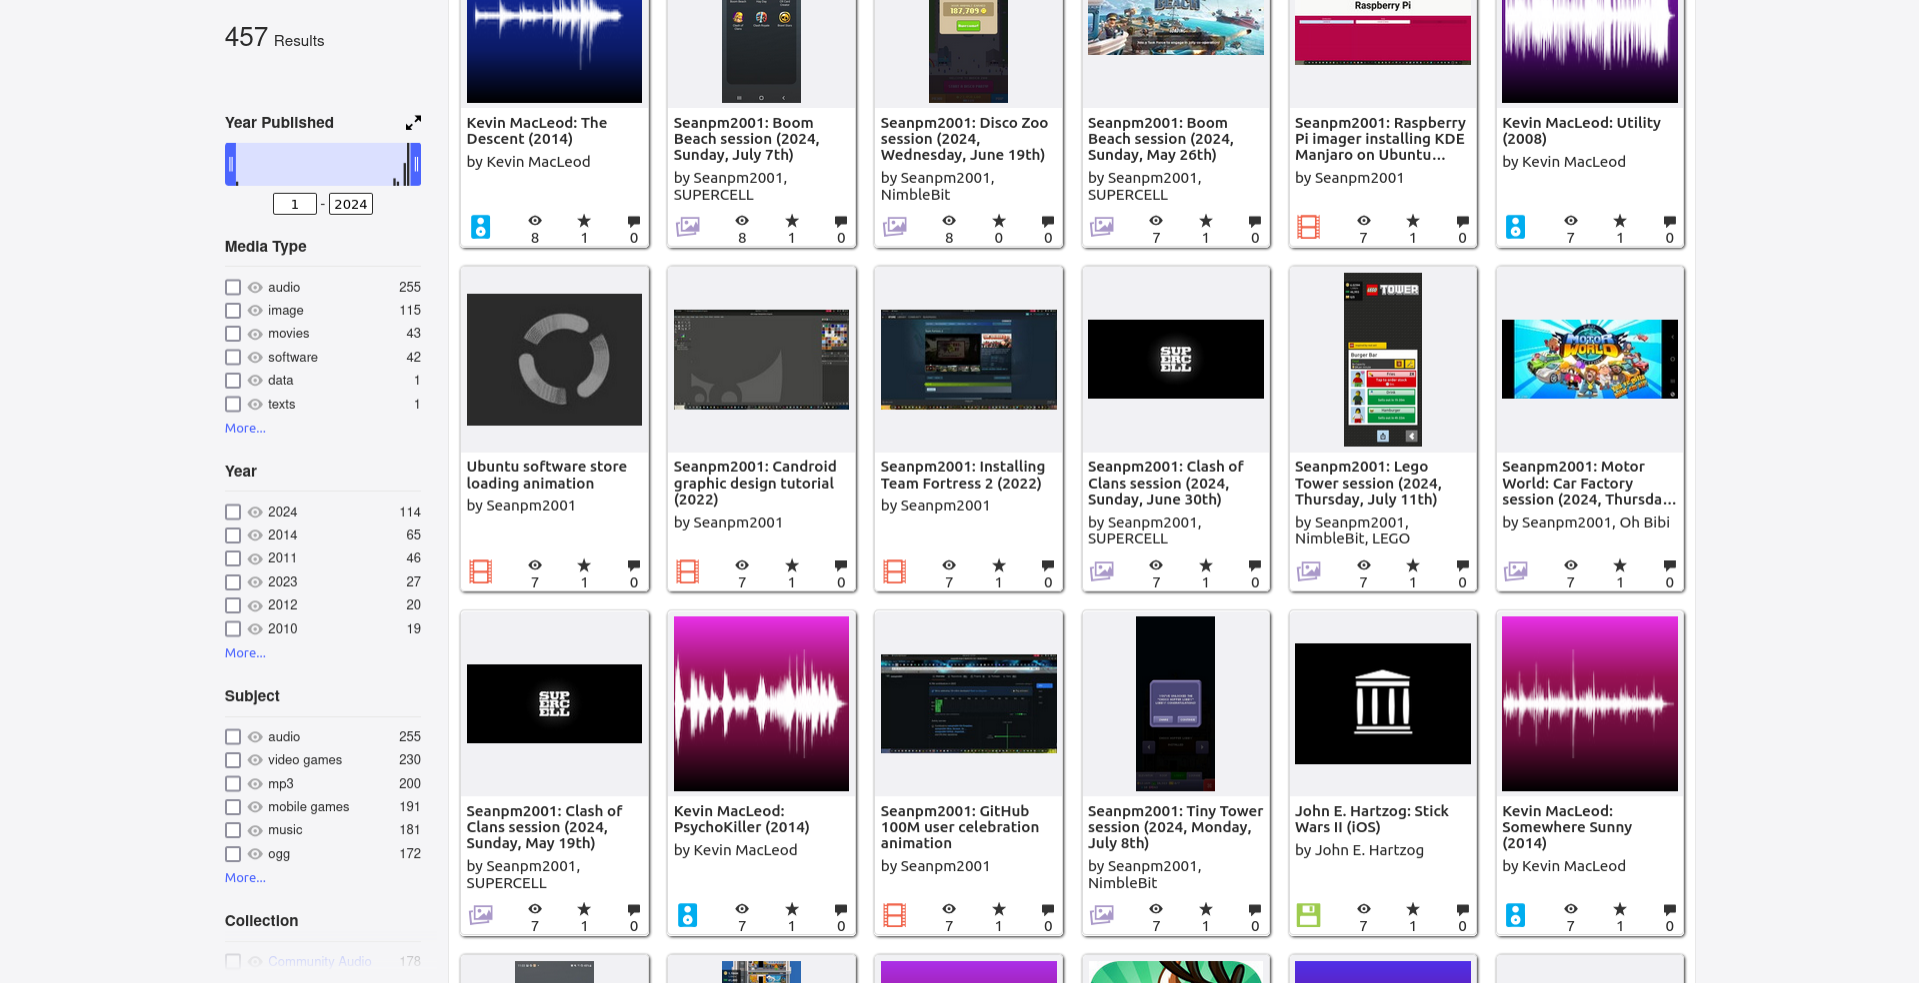 457 Results
Year Published
1 - 2024
Media Type
audio 255
image 115
movies 43
software 42
data 1
texts 1
More...
Year
2024 114
2014 65
2011 46
2023 27
2012 20
2010 19
More...
Subject
audio 255
video games 230
mp3 200
mobile games 191
music 181
ogg 172
More...
Collection
Community Audio 178
187,709
BEACH
Raspberry Pi
Kevin MacLeod: The
Descent (2014)
by Kevin MacLeod
8 1 0
Seanpm2001: Boom
Beach session (2024,
Sunday, July 7th)
by Seanpm2001,
SUPERCELL
8 1 0
Seanpm2001: Disco Zoo
session (2024,
Wednesday, June 19th)
by Seanpm2001,
NimbleBit
8 0 0
Seanpm2001: Boom
Beach session (2024,
Sunday, May 26th)
by Seanpm2001,
SUPERCELL
7 1 0
Seanpm2001: Raspberry
Pi imager installing KDE
Manjaro on Ubuntu...
by Seanpm2001
7 1 0
Kevin MacLeod: Utility
(2008)
by Kevin MacLeod
7 1 0
Ubuntu software store
loading animation
by Seanpm2001
7 1 0
Seanpm2001: Candroid
graphic design tutorial
(2022)
by Seanpm2001
7 1 0
Seanpm2001: Installing
Team Fortress 2 (2022)
by Seanpm2001
7 1 0
SUP
ERC
ELL
Seanpm2001: Clash of
Clans session (2024,
Sunday, June 30th)
by Seanpm2001,
SUPERCELL
7 1 0
LEGO TOWER
Burger Bar
Seanpm2001: Lego
Tower session (2024,
Thursday, July 11th)
by Seanpm2001,
NimbleBit, LEGO
7 1 0
MOTOR
WORLD
Seanpm2001: Motor
World: Car Factory
session (2024, Thursda...
by Seanpm2001, Oh Bibi
7 1 0
SUP
ERC
ELL
Seanpm2001: Clash of
Clans session (2024,
Sunday, May 19th)
by Seanpm2001,
SUPERCELL
7 1 0
Kevin MacLeod:
PsychoKiller (2014)
by Kevin MacLeod
7 1 0
Seanpm2001: GitHub
100M user celebration
animation
by Seanpm2001
7 1 0
Seanpm2001: Tiny Tower
session (2024, Monday,
July 8th)
by Seanpm2001,
NimbleBit
7 1 0
John E. Hartzog: Stick
Wars II (iOS)
by John E. Hartzog
7 1 0
Kevin MacLeod:
Somewhere Sunny
(2014)
by Kevin MacLeod
7 1 0